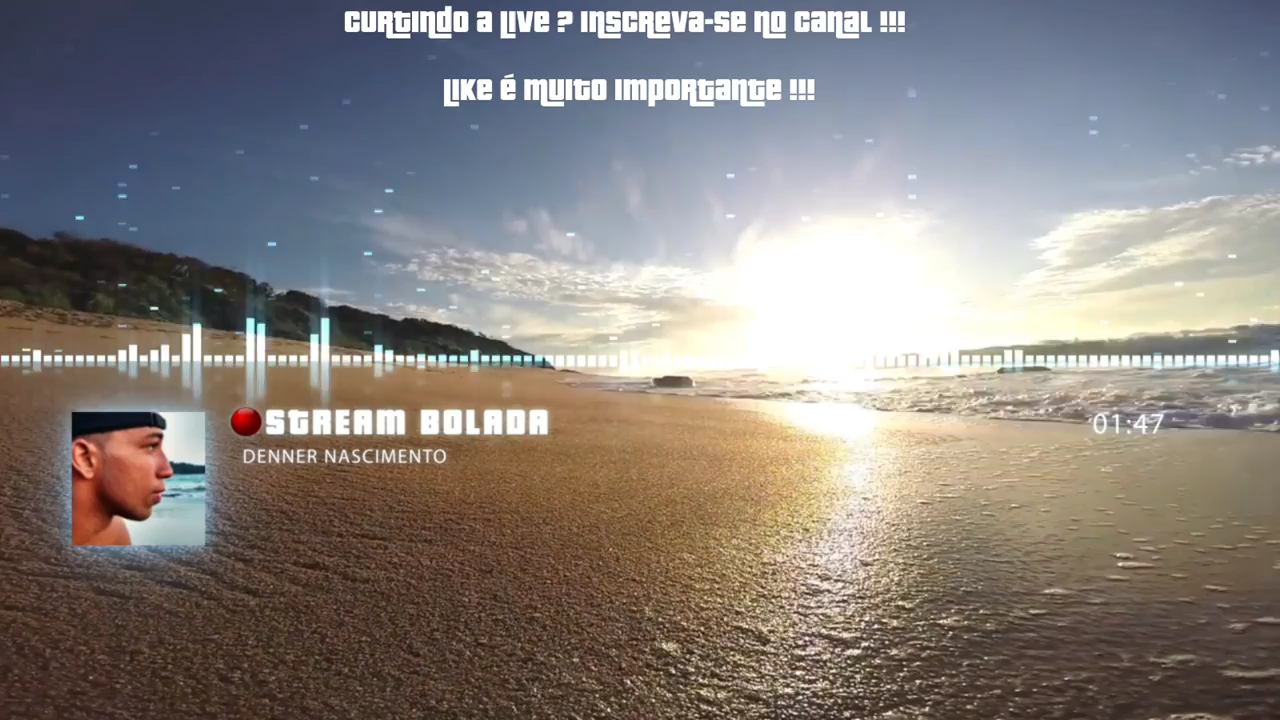 CURTINDO A LIVE ? INSCREVA-SE NO CANAL !!!
LIKE É MUITO IMPORTANTE !!!
STREAM BOLADA
DENNER NASCIMENTO
01:47